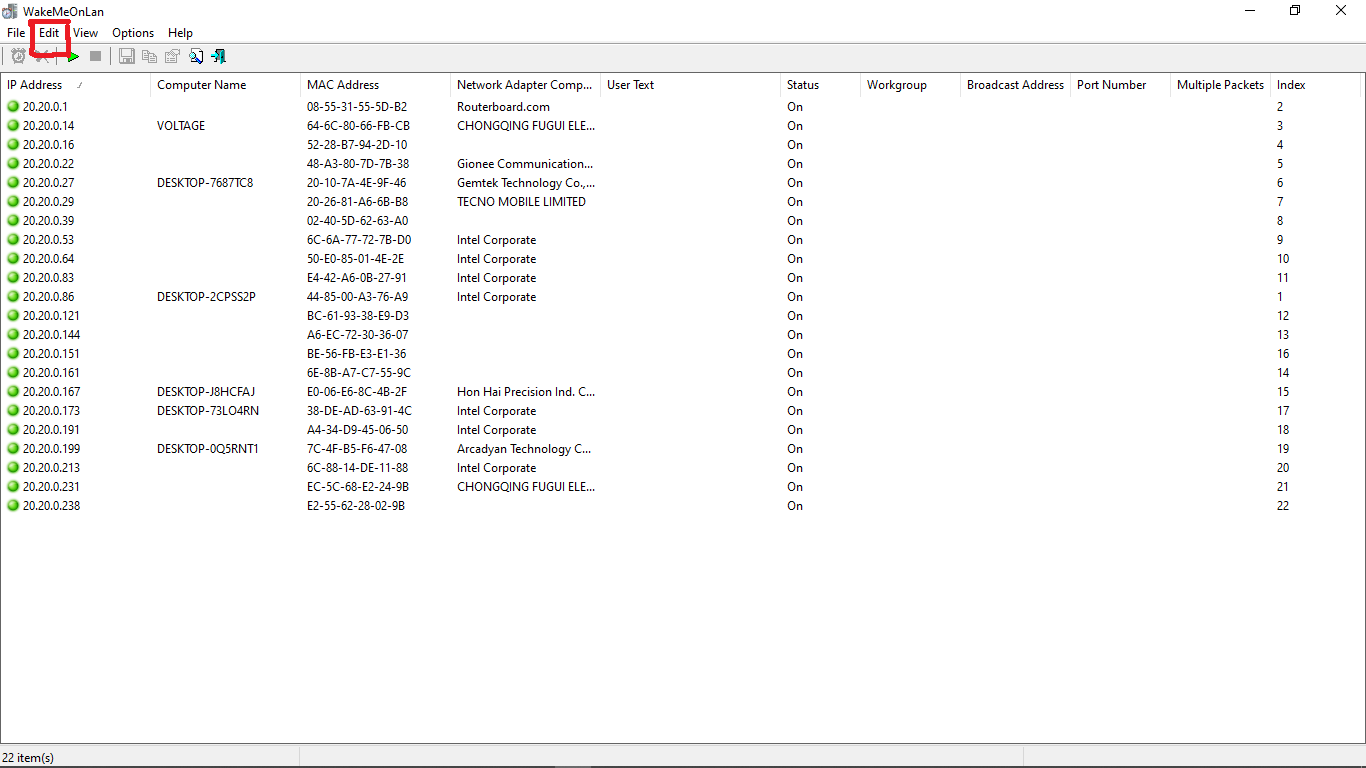 WakeMeOnLan
File Edit View Options Help
IP Address Computer Name MAC Address Network Adapter Comp... User Text Status Workgroup Broadcast Address Port Number Multiple Packets Index
20.20.0.1 08-55-31-55-5D-B2 Routerboard.com On 2
20.20.0.14 VOLTAGE 64-6C-80-66-FB-CB CHONGQING FUGUI ELE... On 3
20.20.0.16 52-28-B7-94-2D-10 On 4
20.20.0.22 48-A3-80-7D-7B-38 Gionee Communication... On 5
20.20.0.27 DESKTOP-7687TC8 20-10-7A-4E-9F-46 Gemtek Technology Co.,... On 6
20.20.0.29 20-26-81-A6-6B-B8 TECNO MOBILE LIMITED On 7
20.20.0.39 02-40-5D-62-63-A0 On 8
20.20.0.53 6C-6A-77-72-7B-D0 Intel Corporate On 9
20.20.0.64 50-E0-85-01-4E-2E Intel Corporate On 10
20.20.0.83 E4-42-A6-0B-27-91 Intel Corporate On 11
20.20.0.86 DESKTOP-2CPSS2P 44-85-00-A3-76-A9 Intel Corporate On 1
20.20.0.121 BC-61-93-38-E9-D3 On 12
20.20.0.144 A6-EC-72-30-36-07 On 13
20.20.0.151 BE-56-FB-E3-E1-36 On 16
20.20.0.161 6E-8B-A7-C7-55-9C On 14
20.20.0.167 DESKTOP-J8HCFAJ E0-06-E6-8C-4B-2F Hon Hai Precision Ind. C... On 15
20.20.0.173 DESKTOP-73LO4RN 38-DE-AD-63-91-4C Intel Corporate On 17
20.20.0.191 A4-34-D9-45-06-50 Intel Corporate On 18
20.20.0.199 DESKTOP-0Q5RNT1 7C-4F-B5-F6-47-08 Arcadyan Technology C... On 19
20.20.0.213 6C-88-14-DE-11-88 Intel Corporate On 20
20.20.0.231 EC-5C-68-E2-24-9B CHONGQING FUGUI ELE... On 21
20.20.0.238 E2-55-62-28-02-9B On 22
22 item(s)